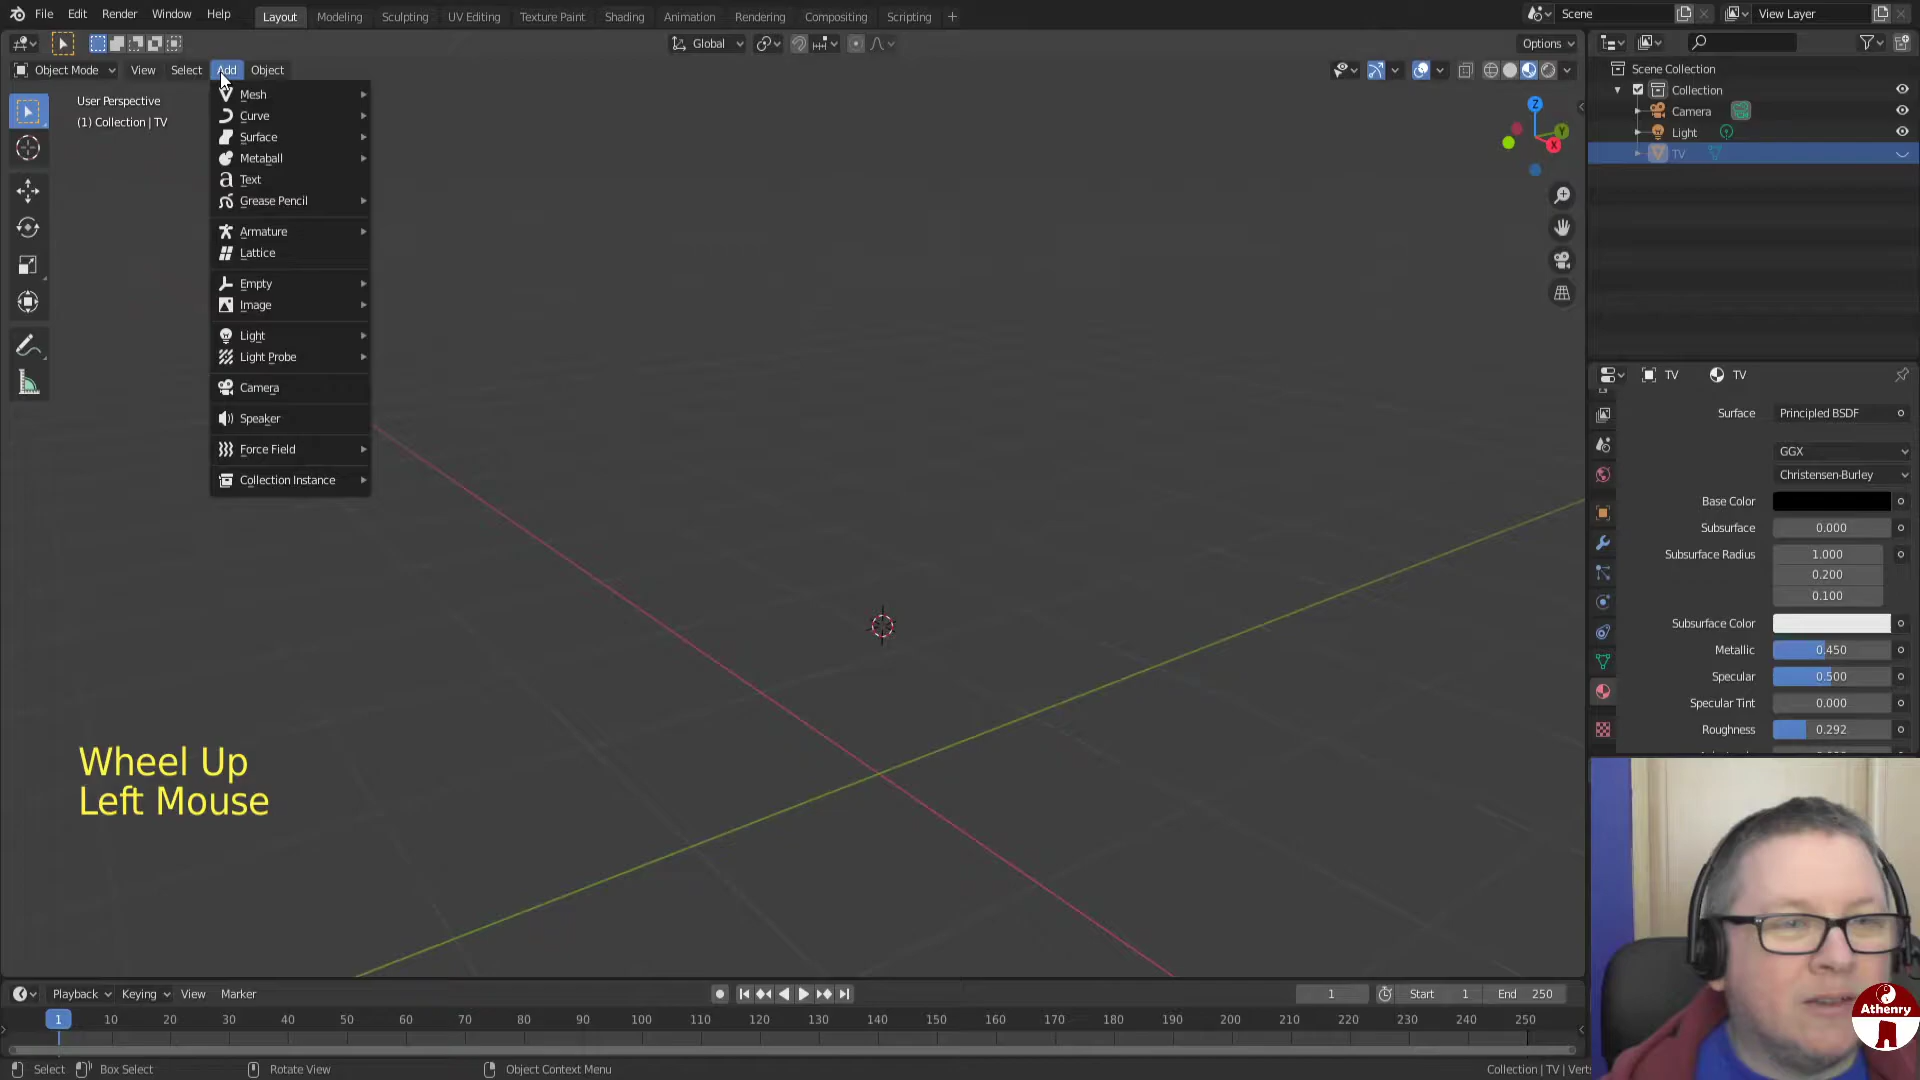 File Edit Render Window Help Layout Modeling Sculpting UV Editing Texture Paint Shading Animation Rendering Compositing Scripting + Scene View Layer
Global Options
Object Mode View Select Add Object
User Perspective
(1) Collection | TV
Mesh
Curve
Surface
Metaball
Text
Grease Pencil
Armature
Lattice
Empty
Image
Light
Light Probe
Camera
Speaker
Force Field
Collection Instance
Z
Y
X
Scene Collection
Collection
Camera
Light
TV
TV TV
Surface Principled BSDF
GGX
Christensen-Burley
Base Color
Subsurface 0.000
Subsurface Radius 1.000
0.200
0.100
Subsurface Color
Metallic 0.450
Specular 0.500
Specular Tint 0.000
Roughness 0.292
Wheel Up
Left Mouse
Athenry
Playback Keying View Marker 1 Start 1 End 250
1 10 20 30 40 50 60 70 80 90 100 110 120 130 140 150 160 170 180 190 200 210 220 230 240 250
Select Box Select Rotate View Object Context Menu Collection | TV | Verts